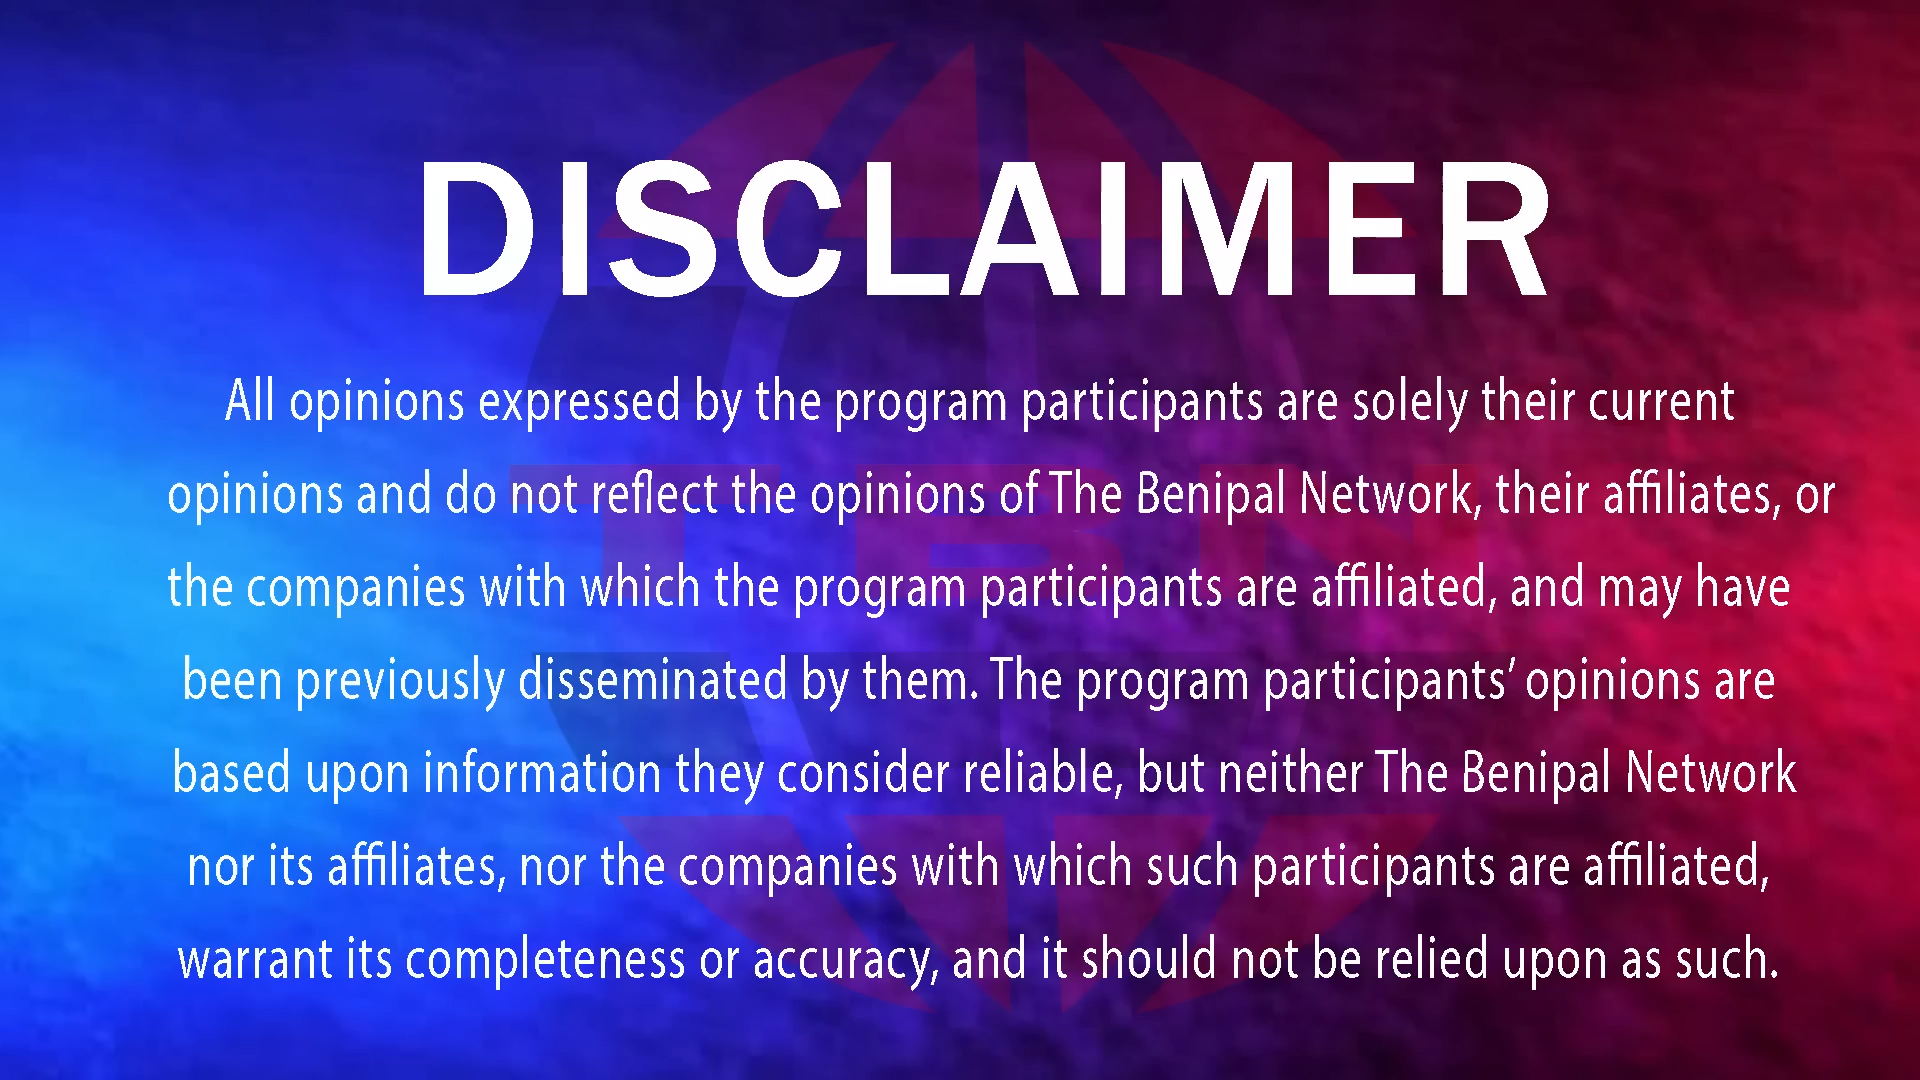 DISCLAIMER
All opinions expressed by the program participants are solely their current
opinions and do not reflect the opinions of The Benipal Network, their affiliates, or
the companies with which the program participants are affiliated, and may have
been previously disseminated by them. The program participants’ opinions are
based upon information they consider reliable, but neither The Benipal Network
nor its affiliates, nor the companies with which such participants are affiliated,
warrant its completeness or accuracy, and it should not be relied upon as such.
TBN